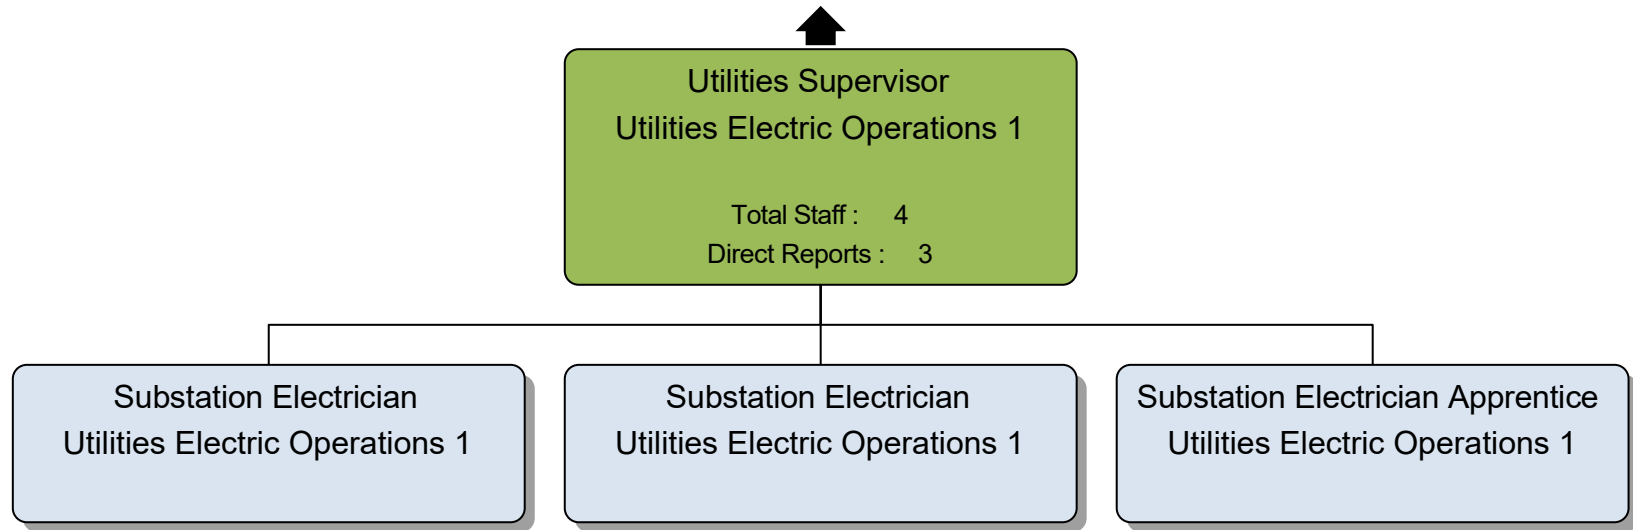 Utilities Supervisor
Utilities Electric Operations 1
Total Staff : 4
Direct Reports : 3
Substation Electrician
Utilities Electric Operations 1
Substation Electrician
Utilities Electric Operations 1
Substation Electrician Apprentice
Utilities Electric Operations 1